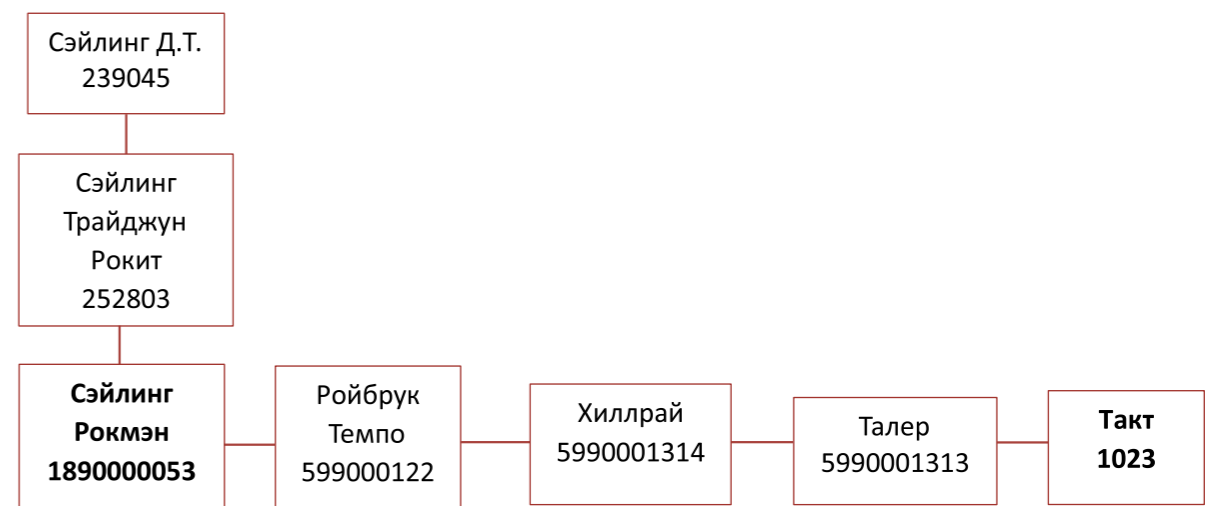 Сэйлинг Д.Т.
239045
Сэйлинг
Трайджун
Рокит
252803
Сэйлинг
Рокмэн
1890000053
Ройбрук
Темпо
599000122
Хиллрай
5990001314
Талер
5990001313
Такт
1023